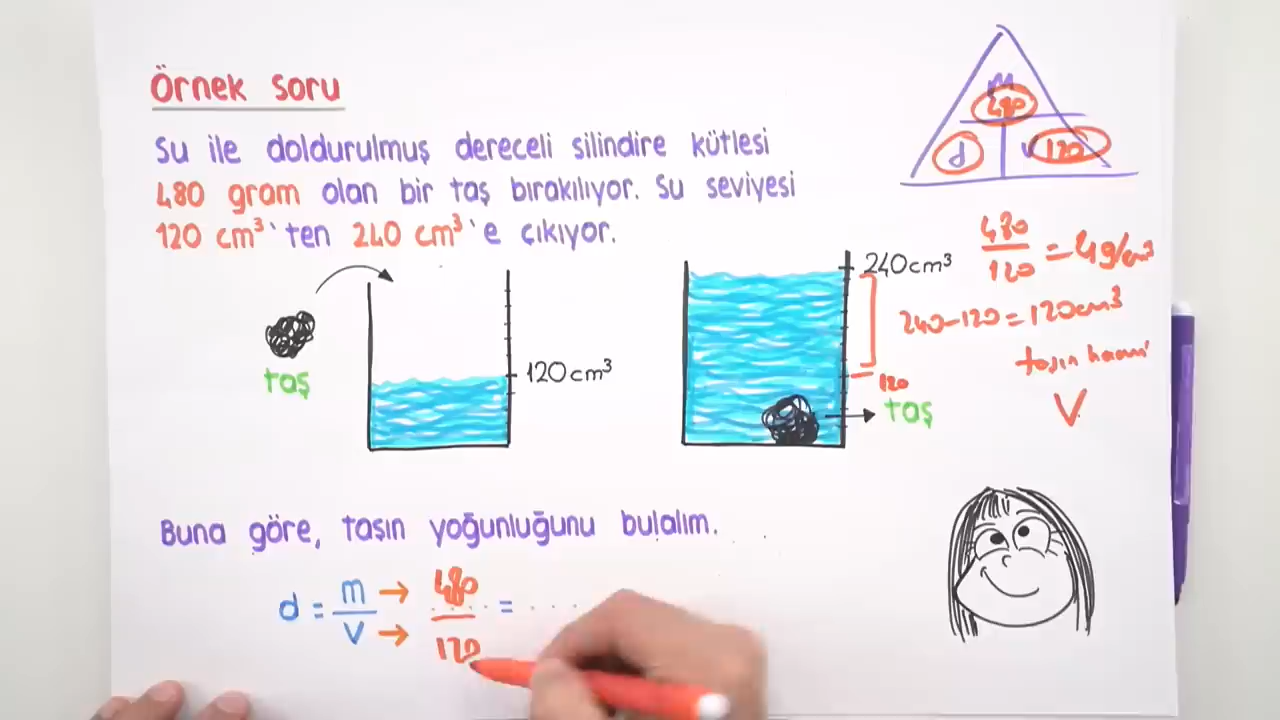 Örnek soru
Su ile doldurulmuş dereceli silindire kütlesi
480 gram olan bir taş bırakılıyor. Su seviyesi
120 cm³'ten 240 cm³'e çıkıyor.
m
480
d
v 120
480
120
=4g/cm³
240-120=120cm³
taşın hacmi
V
taş
120cm³
240cm³
120
taş
Buna göre, taşın yoğunluğunu bulalım.
d = m → 480 = . . . .
V → 120